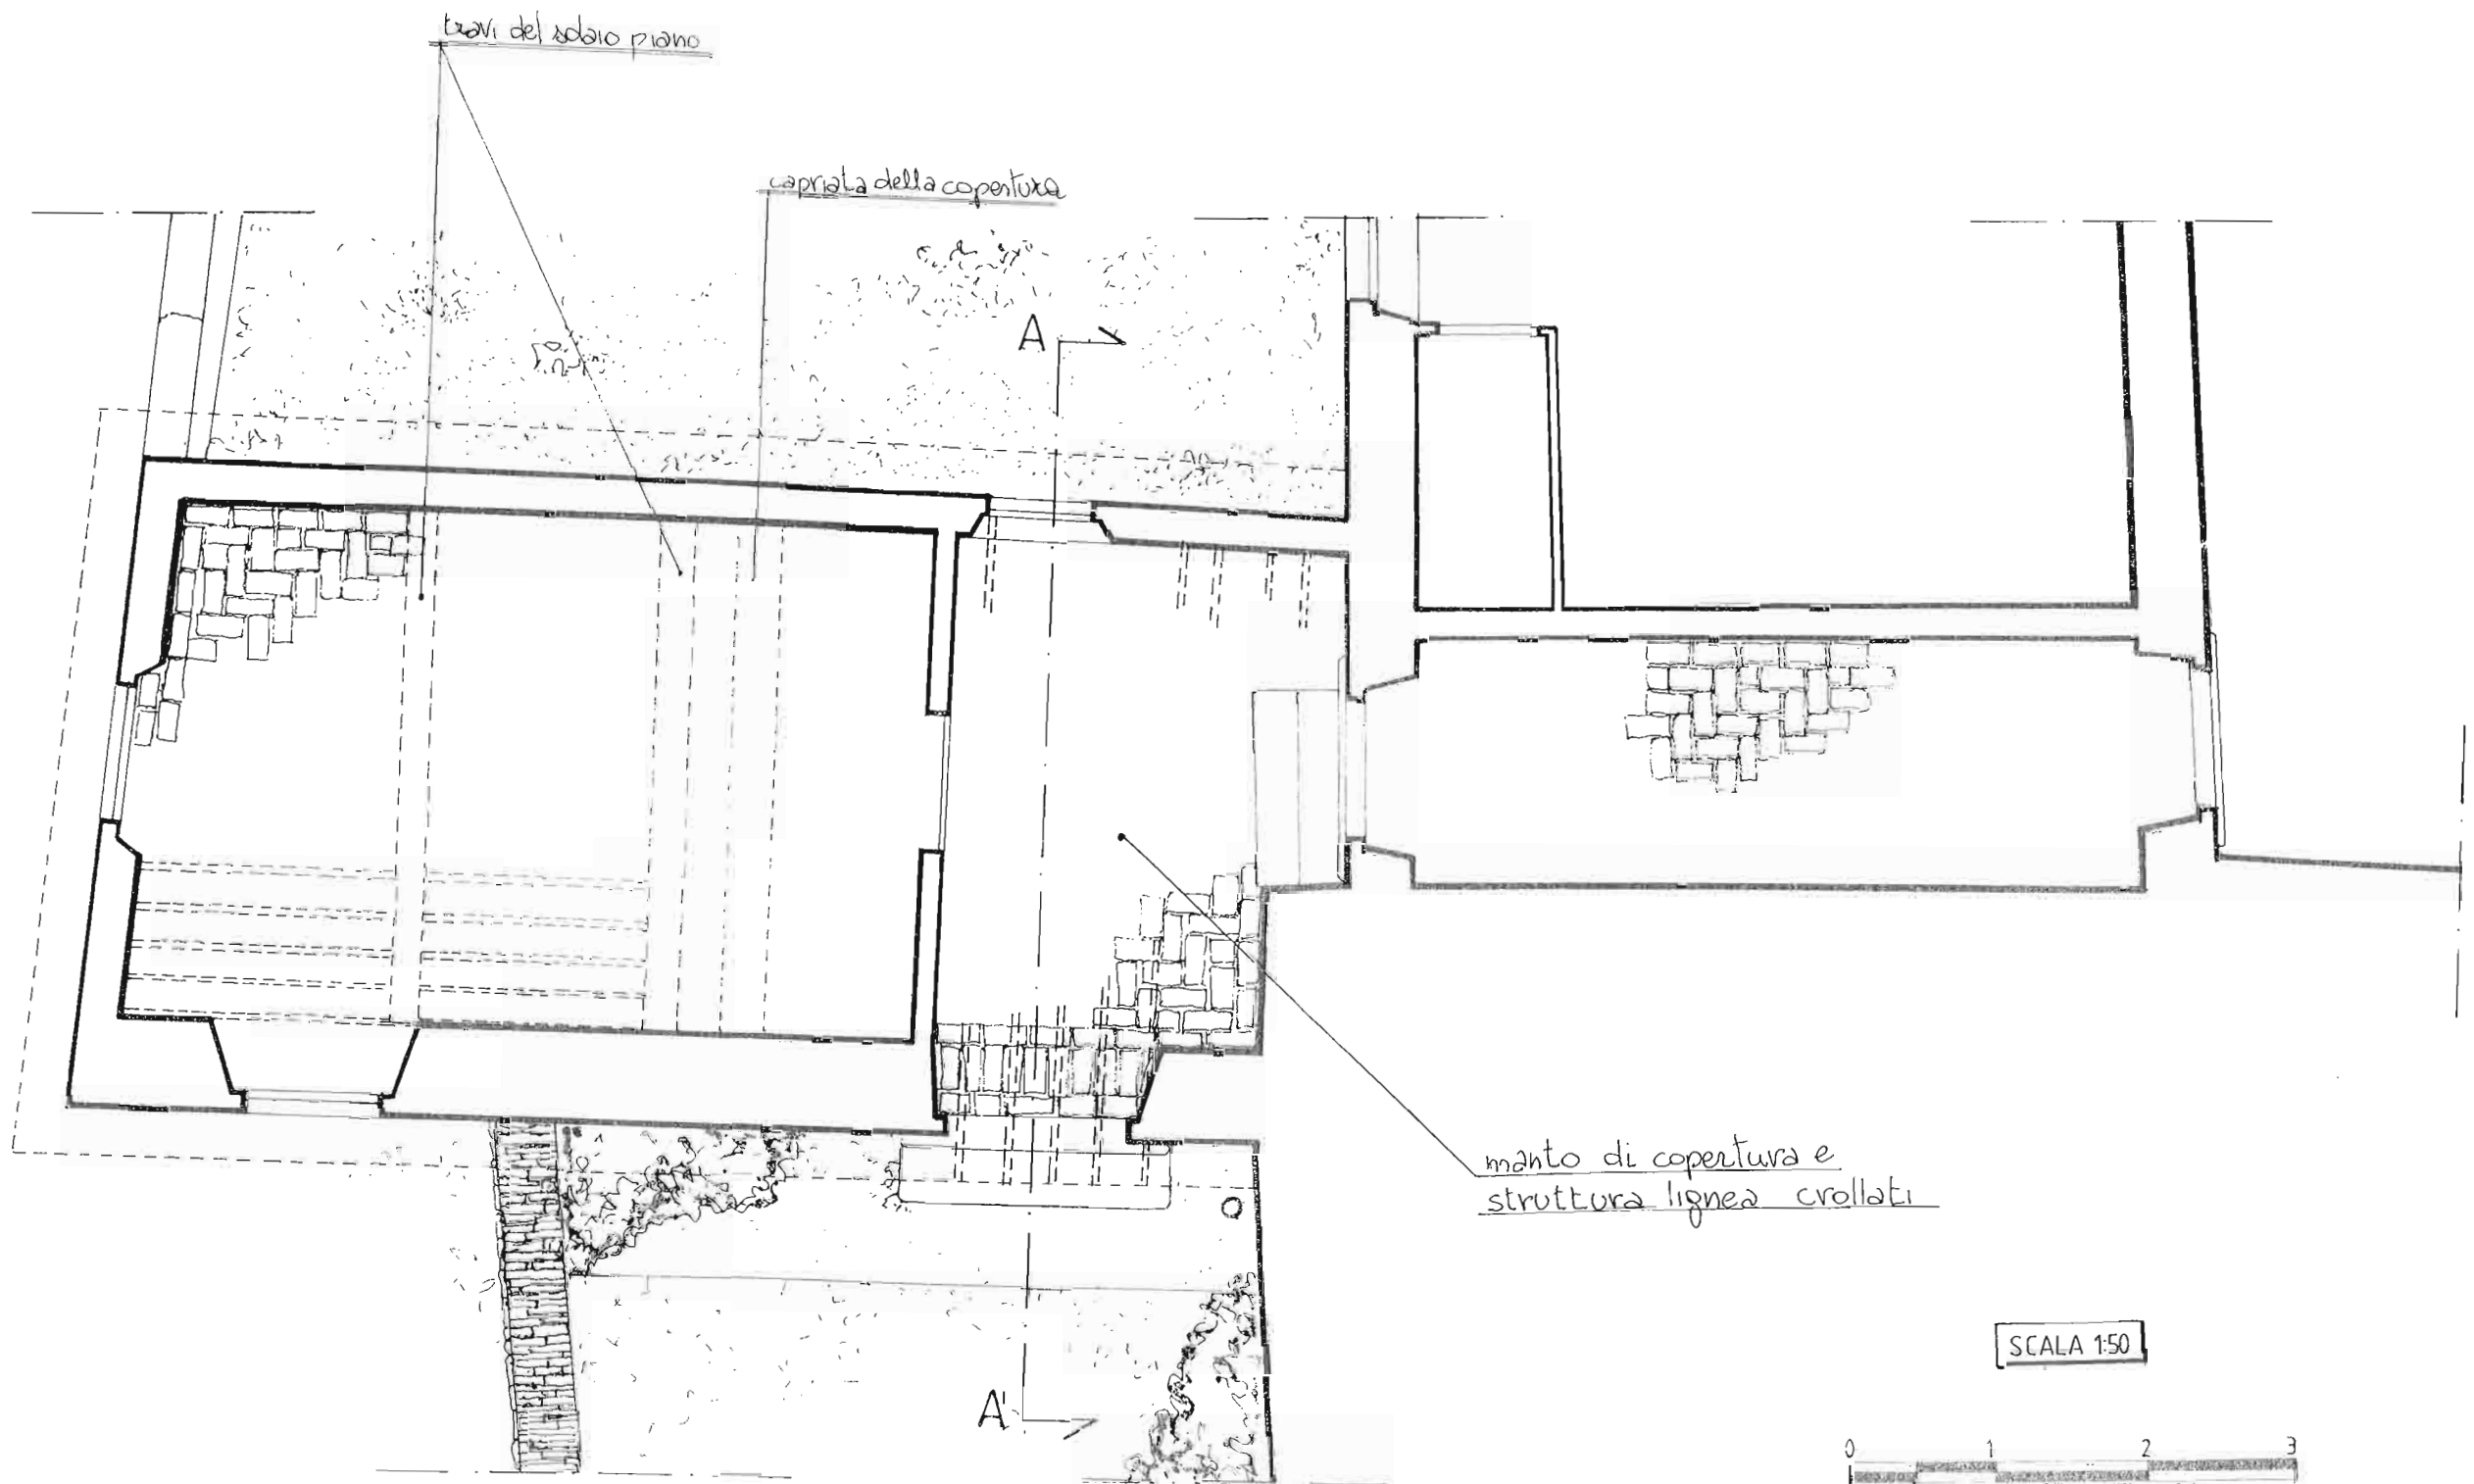 travi del solaio piano
capriata della copertura
A
manto di copertura e
struttura lignea crollati
SCALA 1:50
A'
0 1 2 3